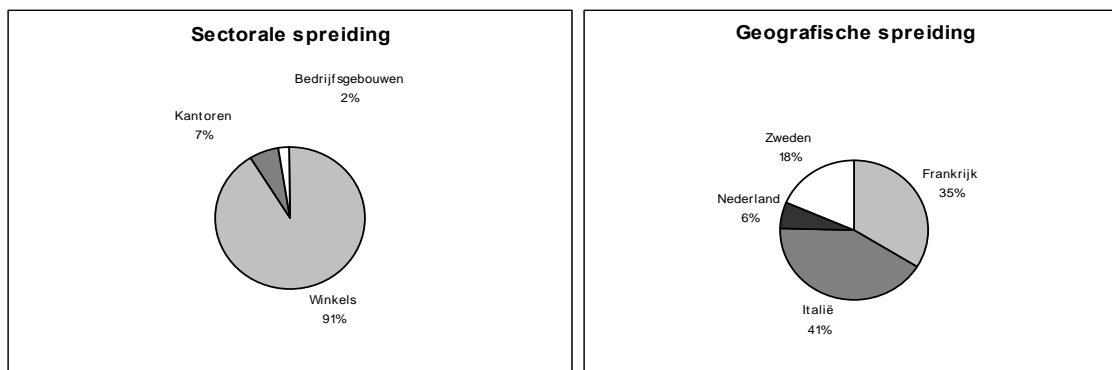 Sectorale spreiding
Bedrijfsgebouwen
2%
Kantoren
7%
Winkels
91%
Geografische spreiding
Zweden
18%
Frankrijk
35%
Nederland
6%
Italië
41%